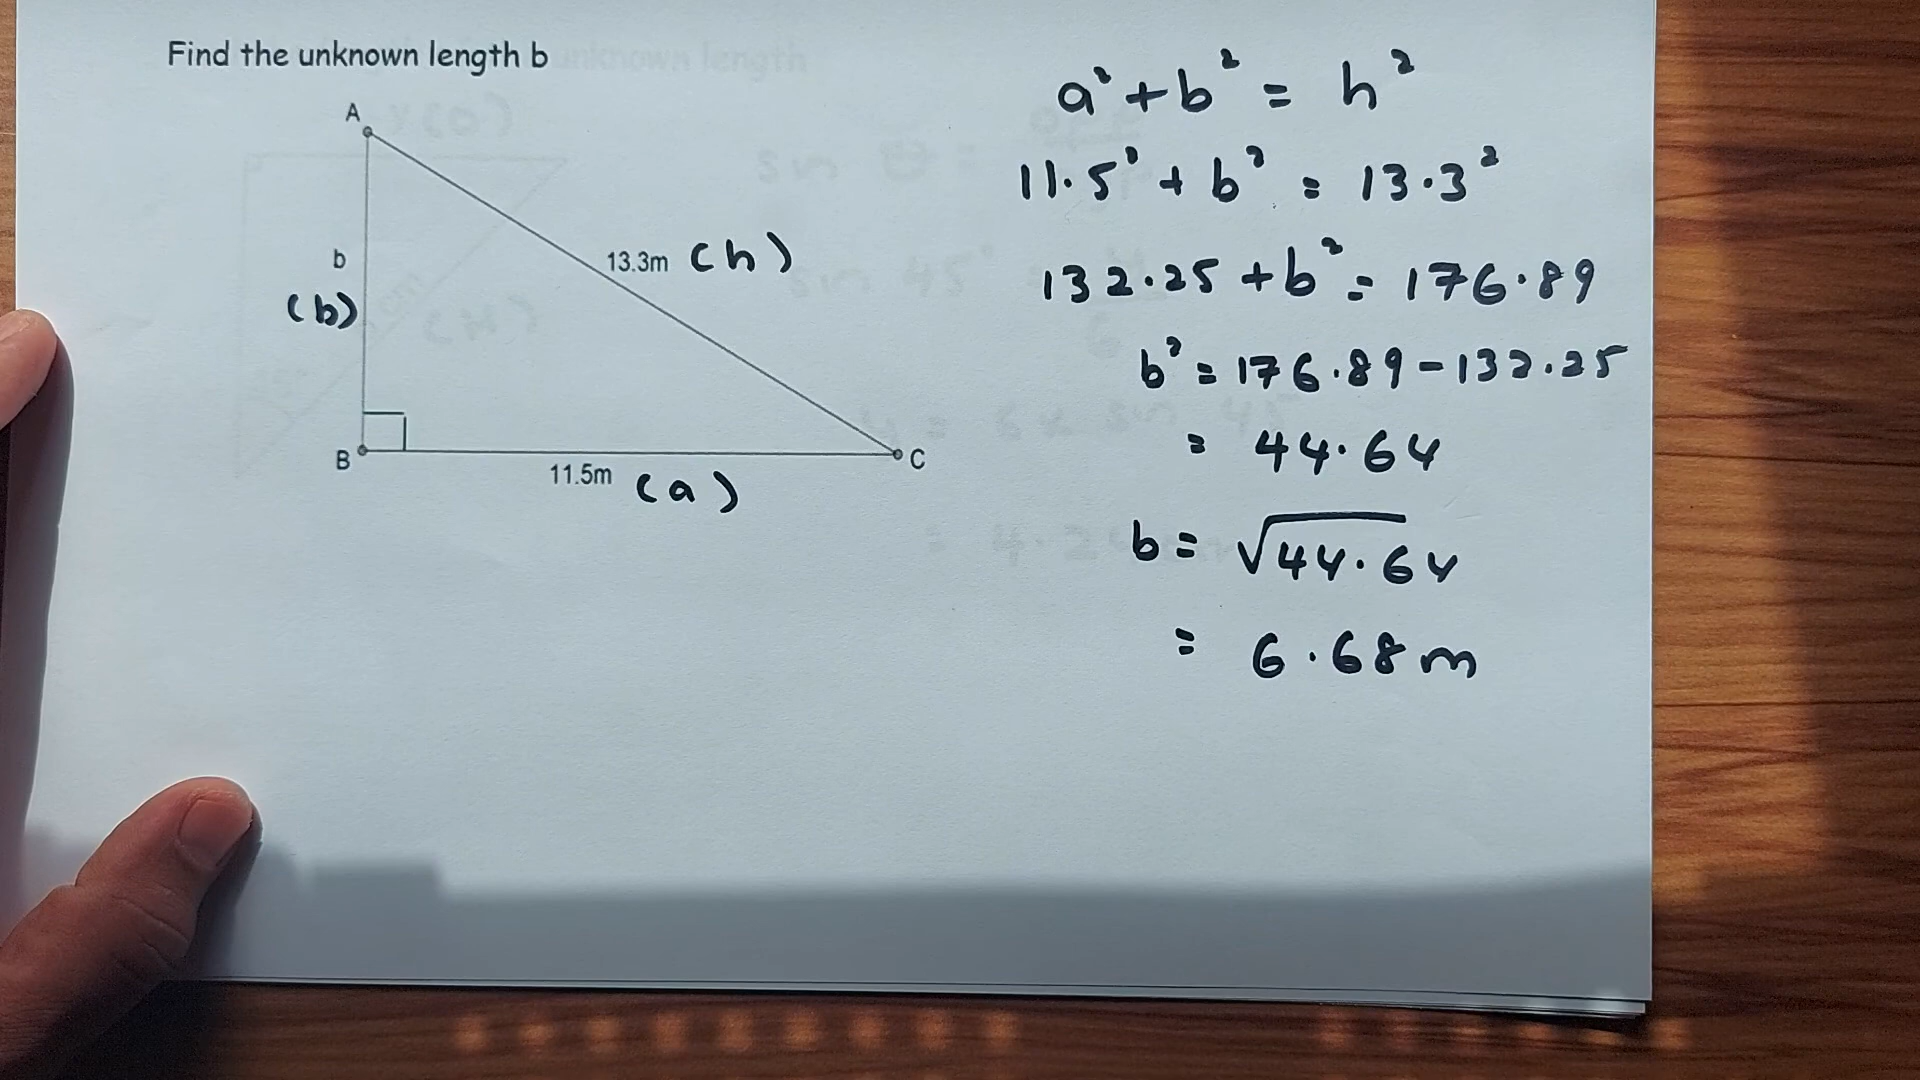 Find the unknown length b
A
b
(b)
13.3m (h)
B
C
11.5m (a)
a² + b² = h²
11.5² + b² = 13.3²
132.25 + b² = 176.89
b² = 176.89 - 132.25
= 44.64
b = √44.64
= 6.68m